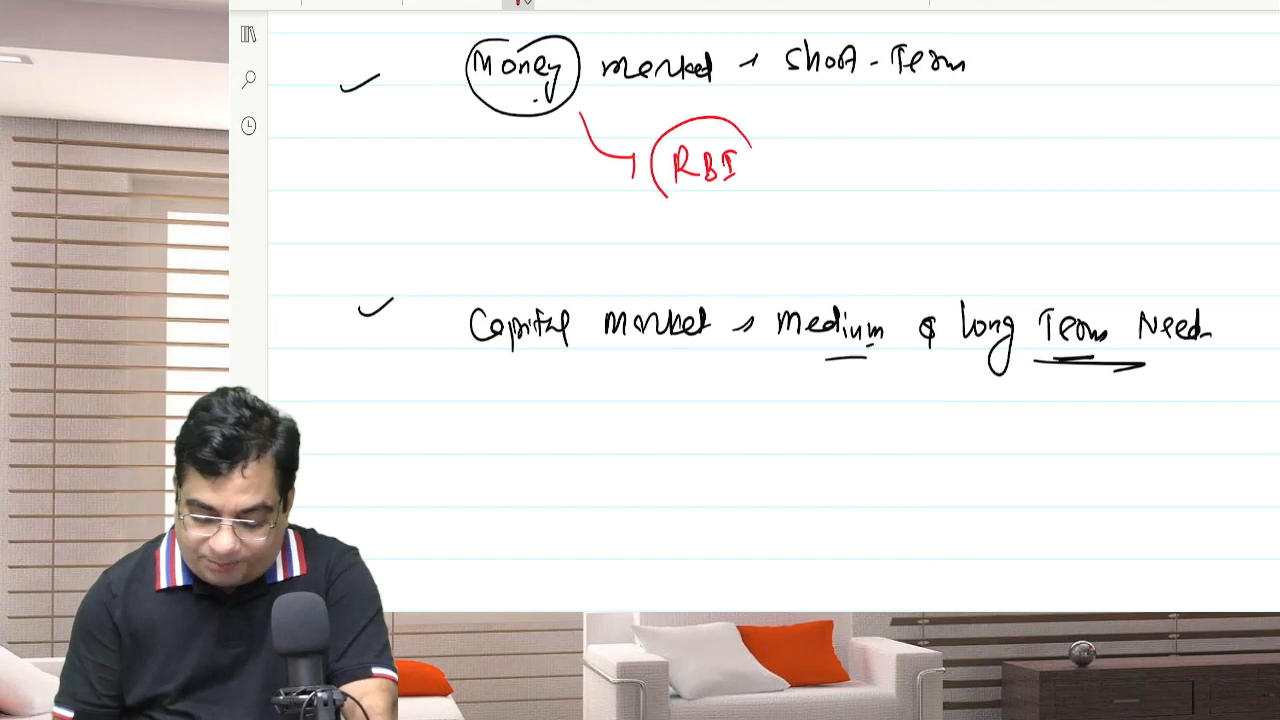 Money market → Short-Term
RBI
Capital market → Medium & Long Term Need